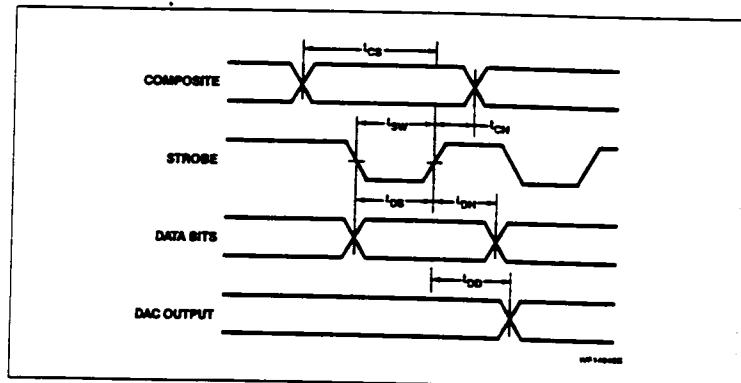 tCS
COMPOSITE
tSW
tCH
STROBE
tDS
tDH
DATA BITS
tDD
DAC OUTPUT